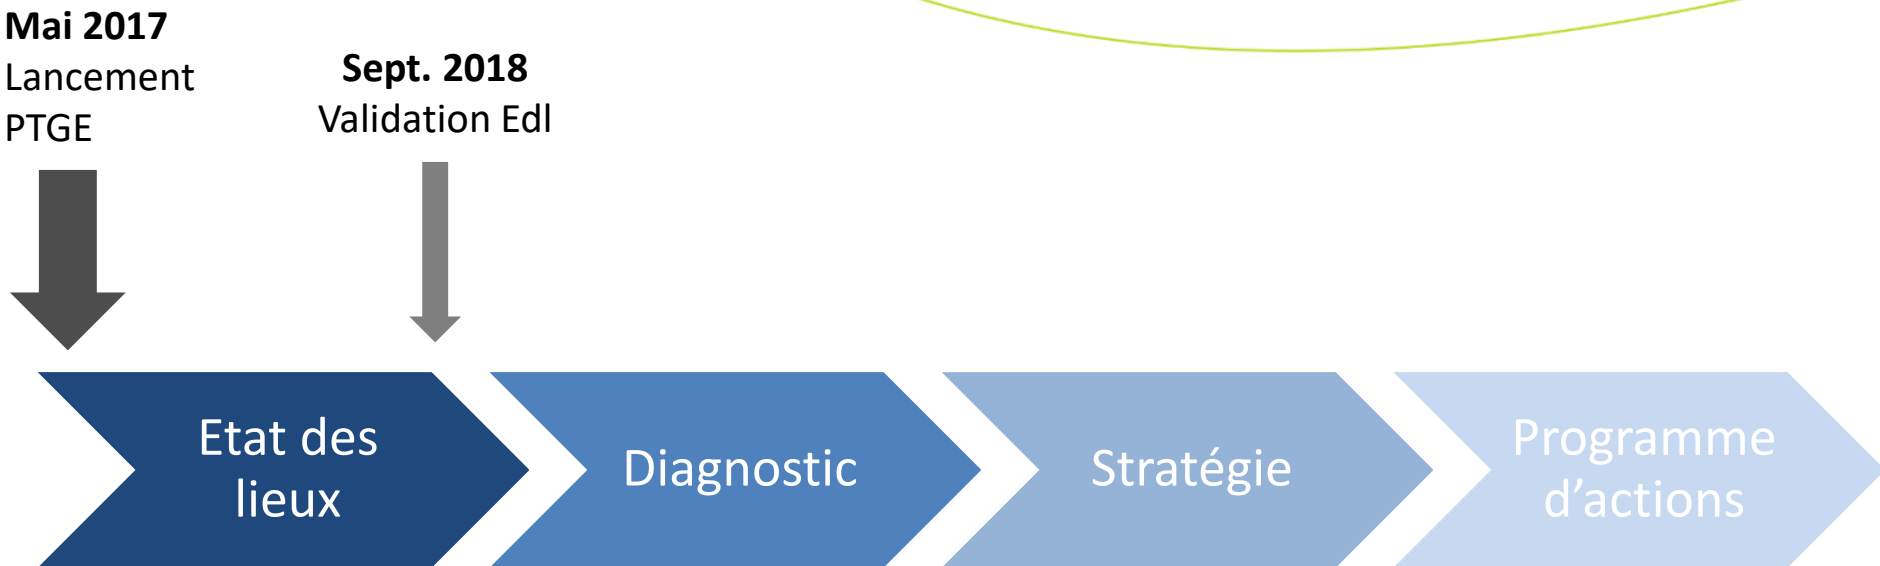 Mai 2017
Lancement
PTGE
Sept. 2018
Validation Edl
Etat des
lieux
Diagnostic
Stratégie
Programme
d’actions